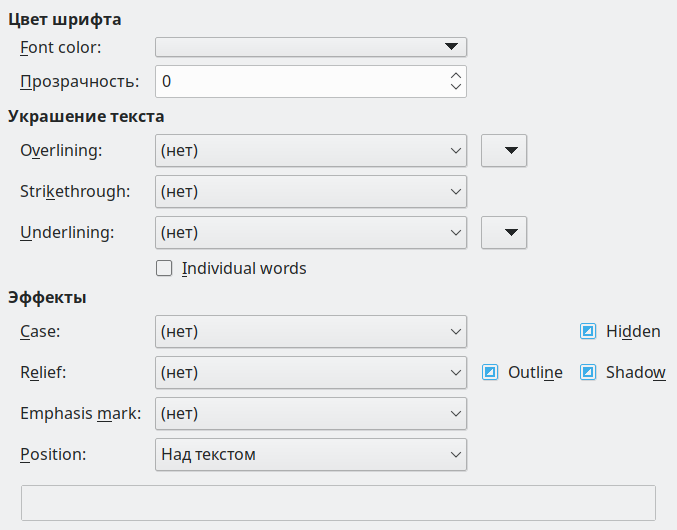 Цвет шрифта
Font color:
Прозрачность: 0
Украшение текста
Overlining: (нет)
Strikethrough: (нет)
Underlining: (нет)
Individual words
Эффекты
Case: (нет) Hidden
Relief: (нет) Outline Shadow
Emphasis mark: (нет)
Position: Над текстом